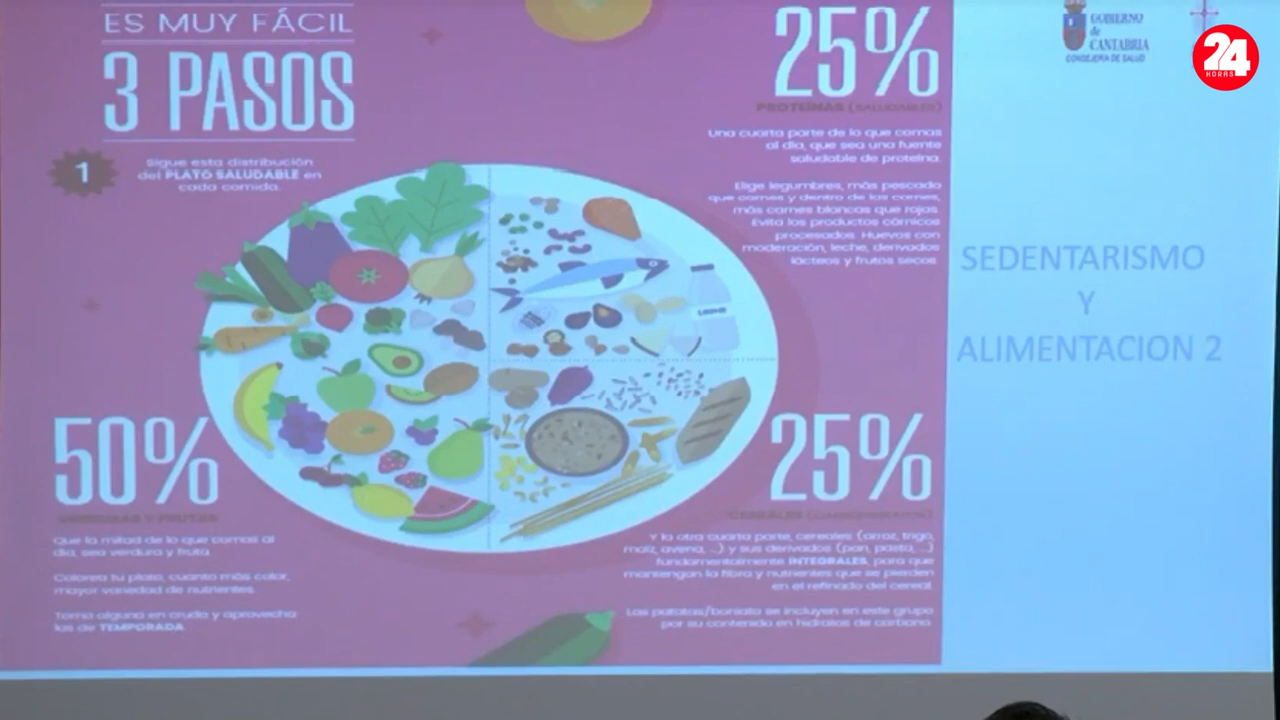 ES MUY FÁCIL
3 PASOS
1
Sigue esta distribución
del PLATO SALUDABLE en
cada comida.
25%
PROTEÍNAS (SALUDABLES)
Una cuarta parte de lo que comas
al día, que sea una fuente
saludable de proteína.
Elige legumbres, más pescado
que carnes y dentro de las carnes,
más carnes blancas que rojas.
Evita los productos cárnicos
procesados. Huevos con
moderación, leche, derivados
lácteos y frutos secos.
50%
VERDURAS Y FRUTAS
Que la mitad de lo que comas al
día, sea verdura y fruta.
Colorea tu plato, cuanto más color,
mayor variedad de nutrientes.
Toma alguna en crudo y aprovecha
las de TEMPORADA.
25%
CEREALES
Y la otra cuarta parte, cereales (arroz, trigo,
maíz, avena, ...) y sus derivados (pan, pasta, ...)
fundamentalmente INTEGRALES, para que
mantengan la fibra y nutrientes que se pierden
en el refinado del cereal.
Las patatas/boniato se incluyen en este grupo
por su contenido en hidratos de carbono.
GOBIERNO
de
CANTABRIA
CONSEJERIA DE SALUD
24
HORAS
SEDENTARISMO
Y
ALIMENTACION 2